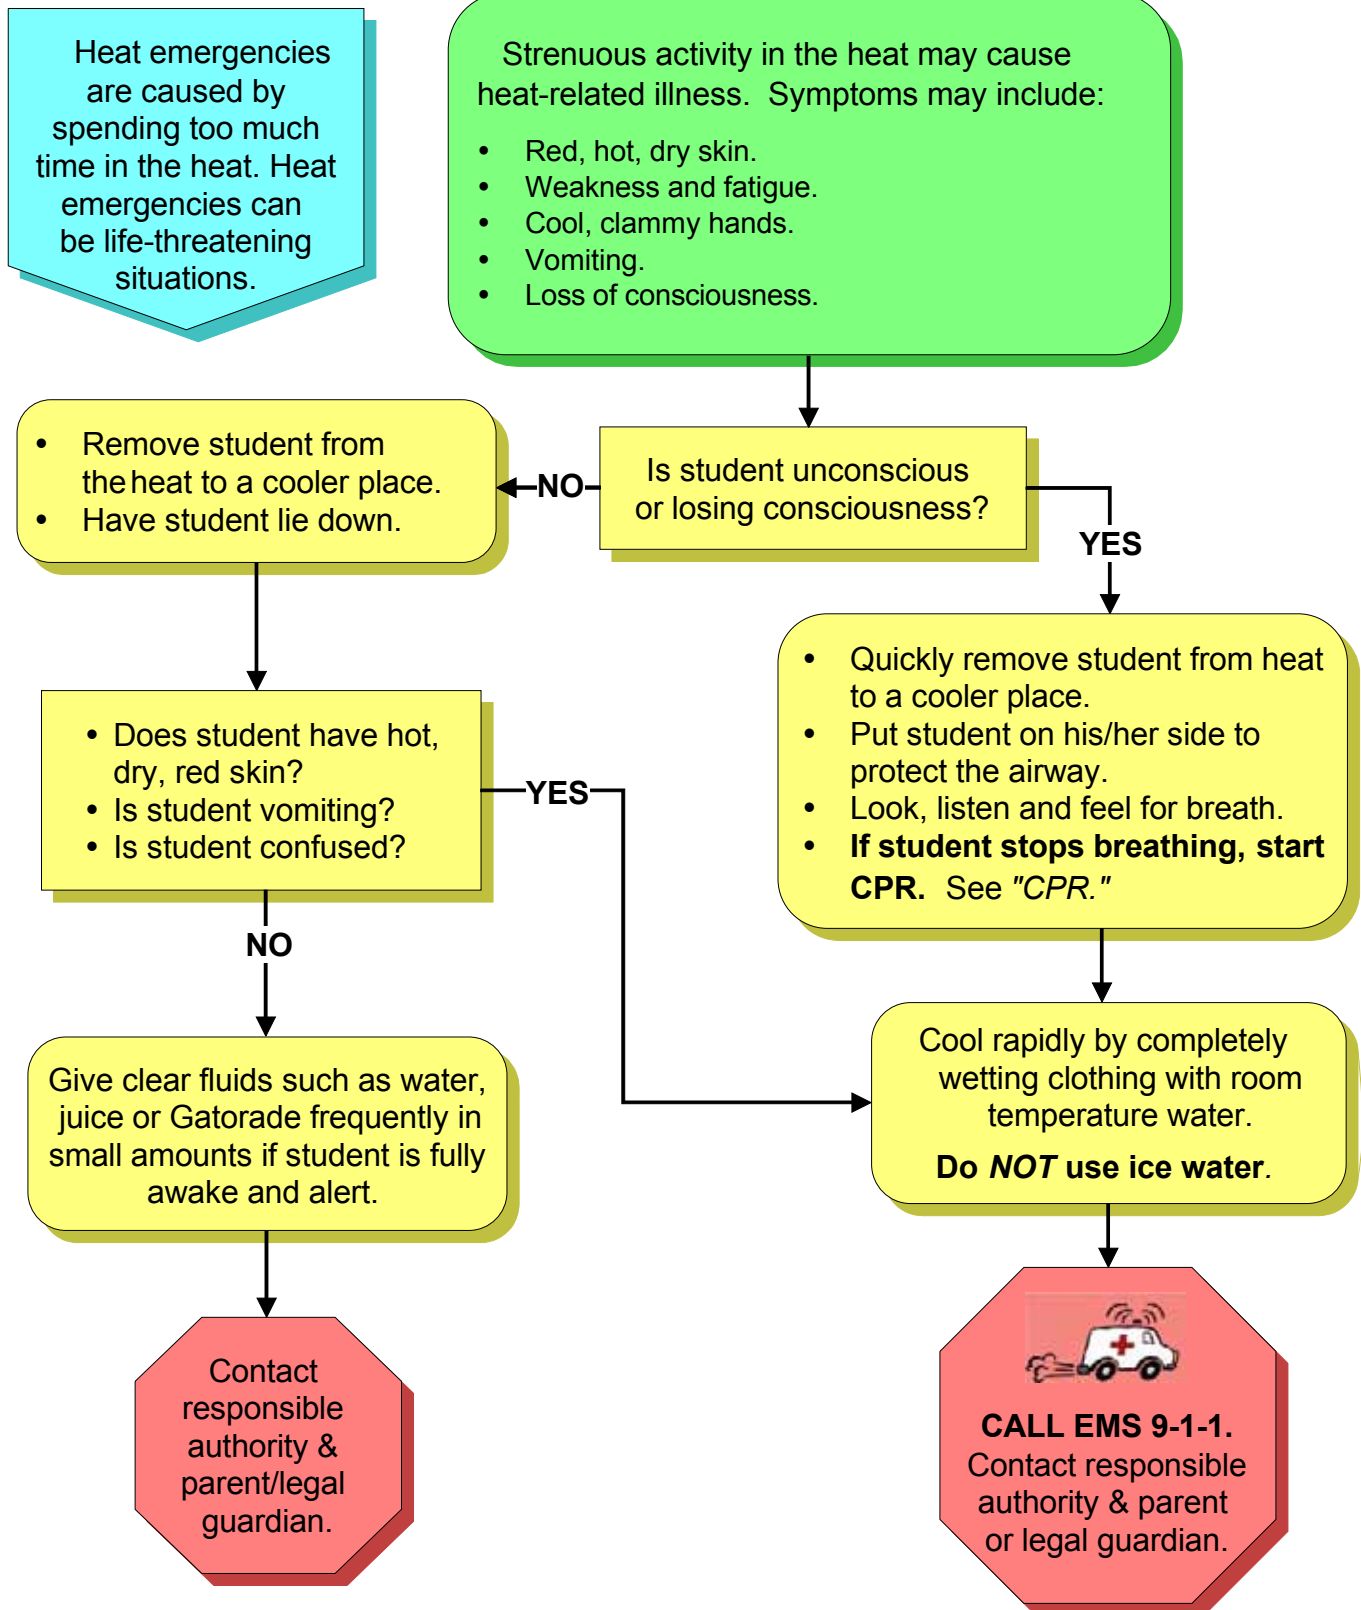 Heat emergencies
are caused by
spending too much
time in the heat. Heat
emergencies can
be life-threatening
situations.
Strenuous activity in the heat may cause
heat-related illness. Symptoms may include:
• Red, hot, dry skin.
• Weakness and fatigue.
• Cool, clammy hands.
• Vomiting.
• Loss of consciousness.
Is student unconscious
or losing consciousness?
NO
YES
• Remove student from
the heat to a cooler place.
• Have student lie down.
• Quickly remove student from heat
to a cooler place.
• Put student on his/her side to
protect the airway.
• Look, listen and feel for breath.
• If student stops breathing, start
CPR. See "CPR."
• Does student have hot,
dry, red skin?
• Is student vomiting?
• Is student confused?
YES
NO
Give clear fluids such as water,
juice or Gatorade frequently in
small amounts if student is fully
awake and alert.
Cool rapidly by completely
wetting clothing with room
temperature water.
Do NOT use ice water.
Contact
responsible
authority &
parent/legal
guardian.
CALL EMS 9-1-1.
Contact responsible
authority & parent
or legal guardian.